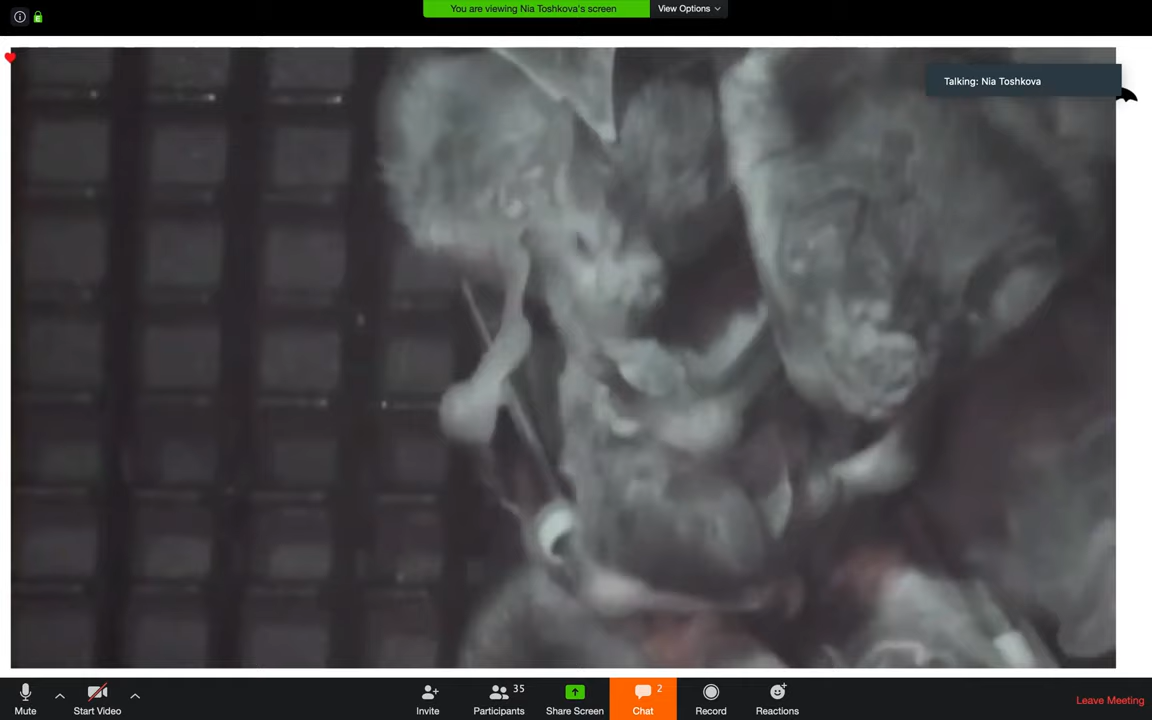 You are viewing Nia Toshkova's screen
View Options
E
Talking: Nia Toshkova
Mute
Start Video
Invite
Participants
35
Share Screen
Chat
2
Record
Reactions
Leave Meeting